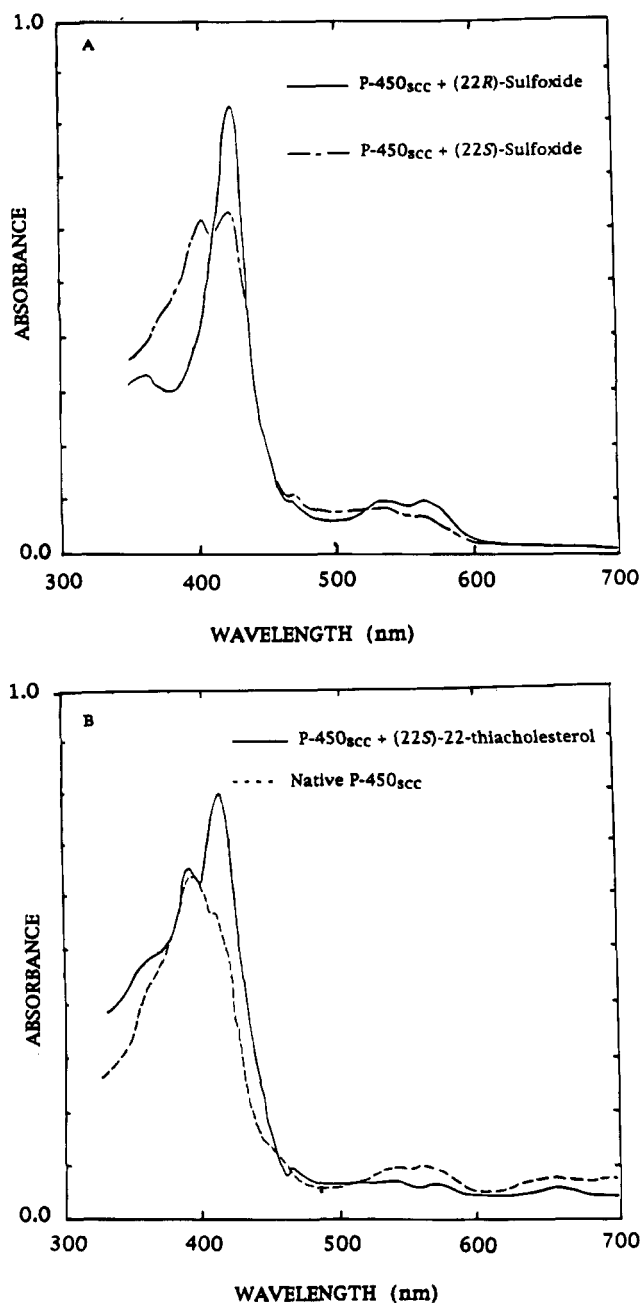 1.0
A
P-450scc + (22R)-Sulfoxide
P-450scc + (22S)-Sulfoxide
ABSORBANCE
0.0
300 400 500 600 700
WAVELENGTH (nm)
1.0
B
P-450scc + (22S)-22-thiacholesterol
Native P-450scc
ABSORBANCE
0.0
300 400 500 600 700
WAVELENGTH (nm)